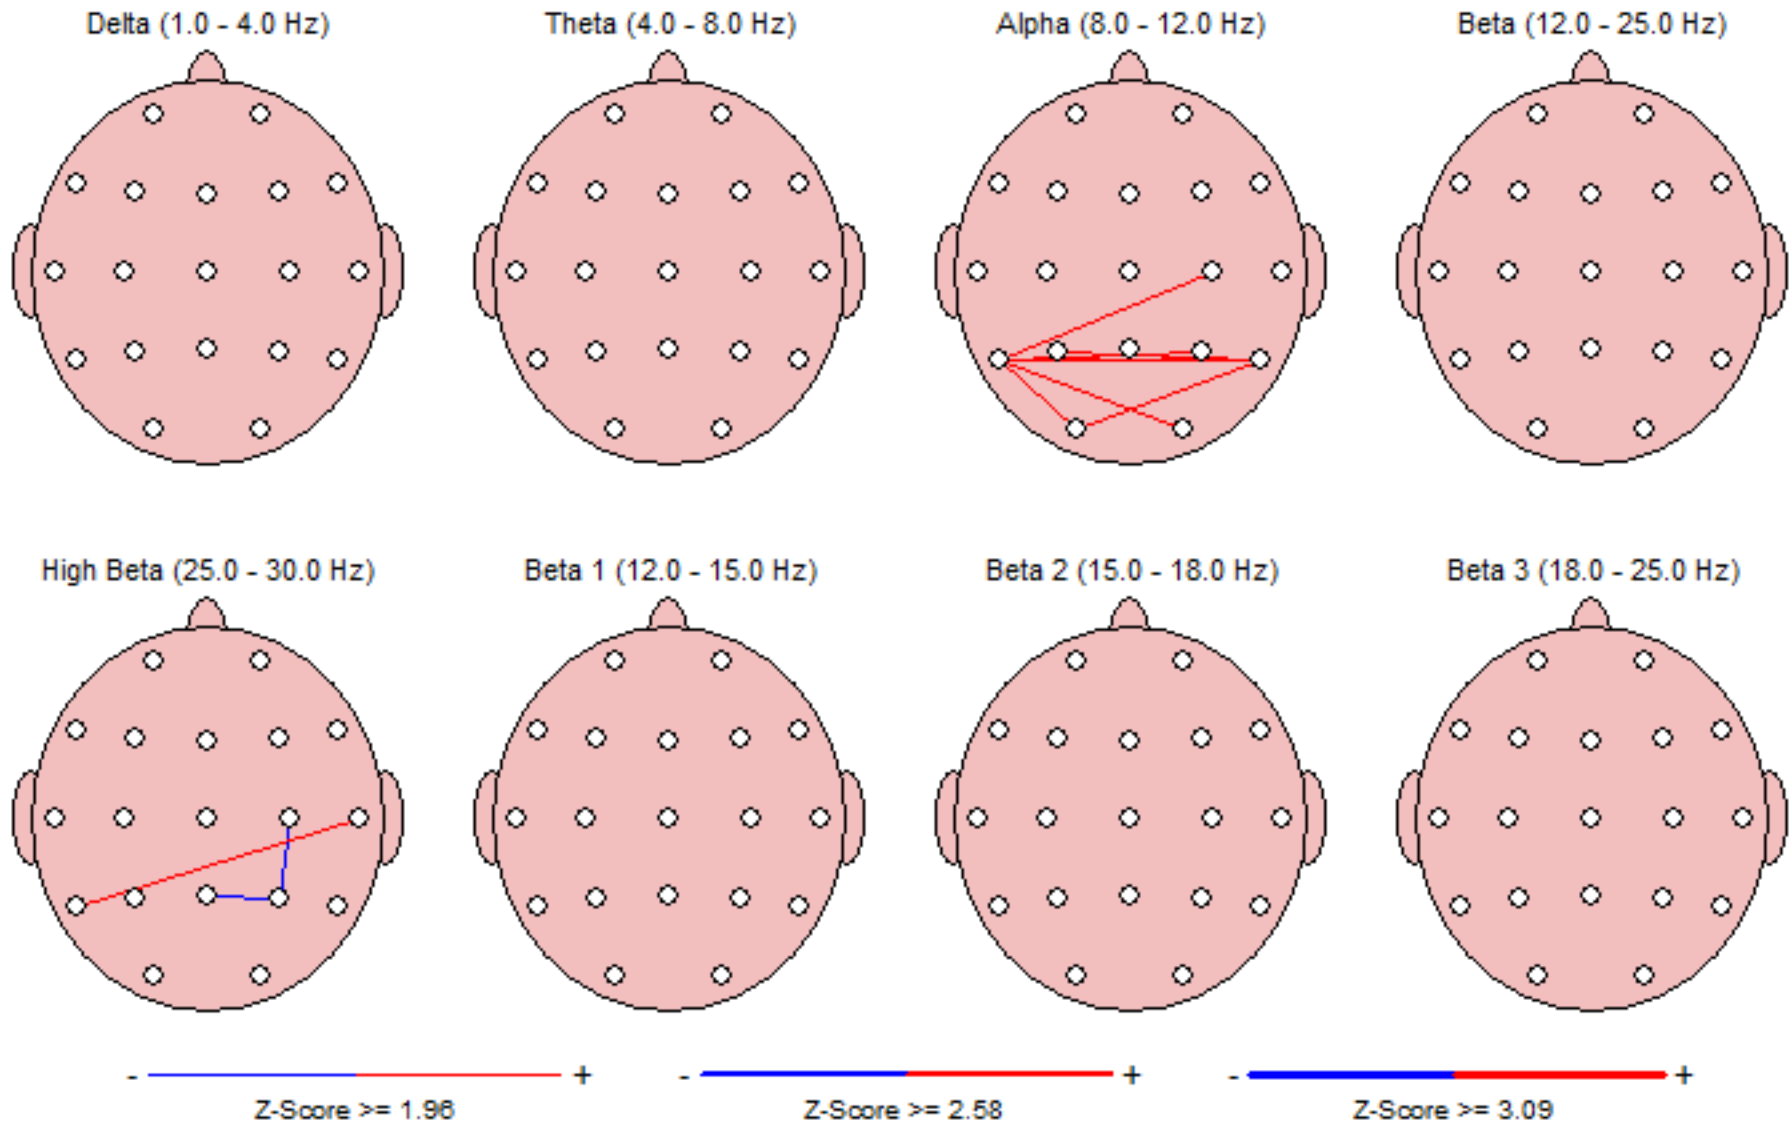 Delta (1.0 - 4.0 Hz) Theta (4.0 - 8.0 Hz) Alpha (8.0 - 12.0 Hz) Beta (12.0 - 25.0 Hz)
High Beta (25.0 - 30.0 Hz) Beta 1 (12.0 - 15.0 Hz) Beta 2 (15.0 - 18.0 Hz) Beta 3 (18.0 - 25.0 Hz)
- + - + - +
Z-Score >= 1.96 Z-Score >= 2.58 Z-Score >= 3.09